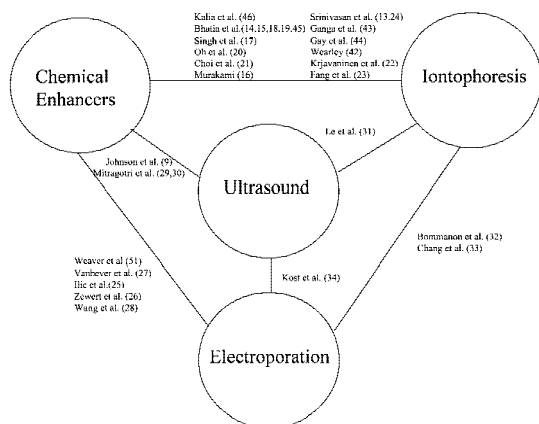 Kalia et al. (46)
Bhatia et al.(14.15,18.19.45)
Singh et al. (17)
Oh et al. (20)
Choi et al. (21)
Murakami (16)
Srinivasan et al. (13.24)
Ganga et al. (43)
Gay et al. (44)
Wearley (42)
Krjavaninen et al. (22)
Fang et al. (23)
Chemical
Enhancers
Iontophoresis
Le et al. (31)
Johnson et al. (9)
Mitragotri et al. (29,30)
Ultrasound
Bommanon et al. (32)
Chang et al. (33)
Weaver et al (51)
Vanhever et al. (27)
Ilic et al.(25)
Zewert et al. (26)
Wang et al. (28)
Kost et al. (34)
Electroporation